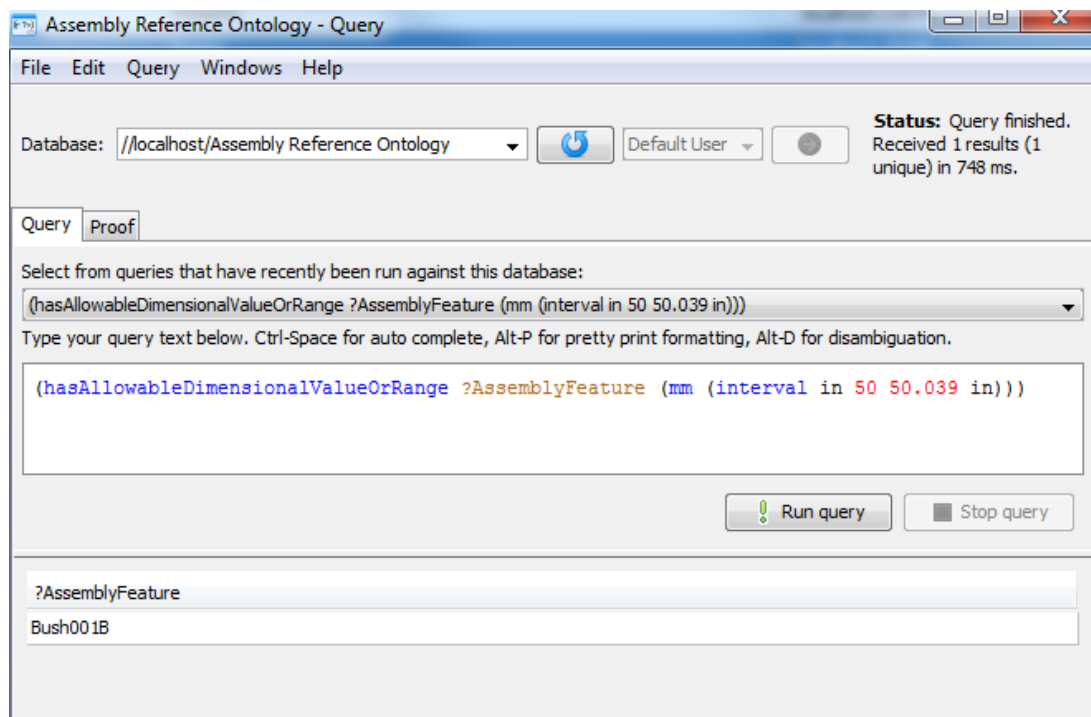 Assembly Reference Ontology - Query
File Edit Query Windows Help
Database: //localhost/Assembly Reference Ontology Default User
Status: Query finished.
Received 1 results (1
unique) in 748 ms.
Query Proof
Select from queries that have recently been run against this database:
(hasAllowableDimensionalValueOrRange ?AssemblyFeature (mm (interval in 50 50.039 in)))
Type your query text below. Ctrl-Space for auto complete, Alt-P for pretty print formatting, Alt-D for disambiguation.
(hasAllowableDimensionalValueOrRange ?AssemblyFeature (mm (interval in 50 50.039 in)))
Run query Stop query
?AssemblyFeature
Bush001B